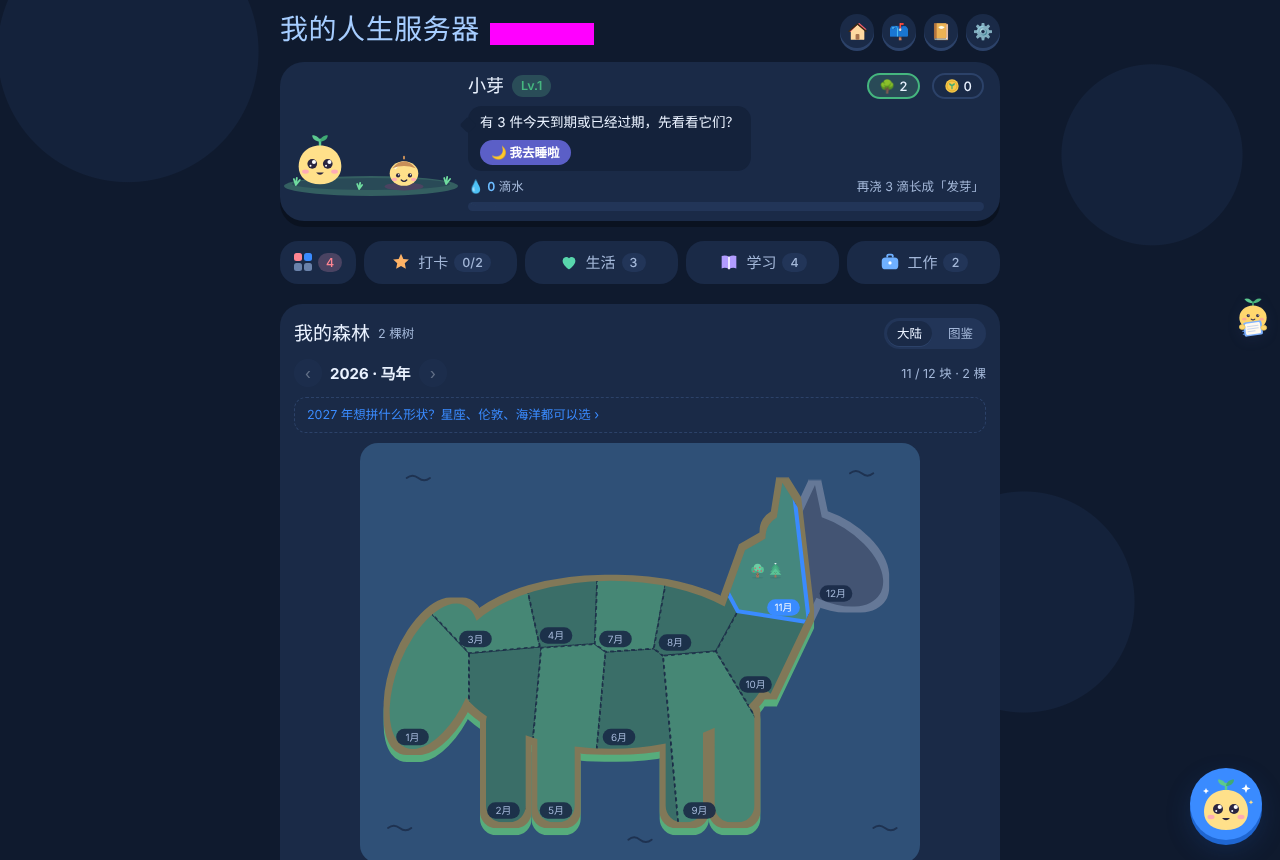 我的人生服务器
小芽 Lv.1
2
0
有 3 件今天到期或已经过期，先看看它们？
我去睡啦
0 滴水
再浇 3 滴长成「发芽」
4
打卡 0/2
生活 3
学习 4
工作 2
我的森林 2 棵树
大陆 图鉴
‹ 2026 · 马年 ›
11 / 12 块 · 2 棵
2027 年想拼什么形状？星座、伦敦、海洋都可以选 ›
12月
11月
3月
4月
7月
8月
10月
1月
6月
2月
5月
9月